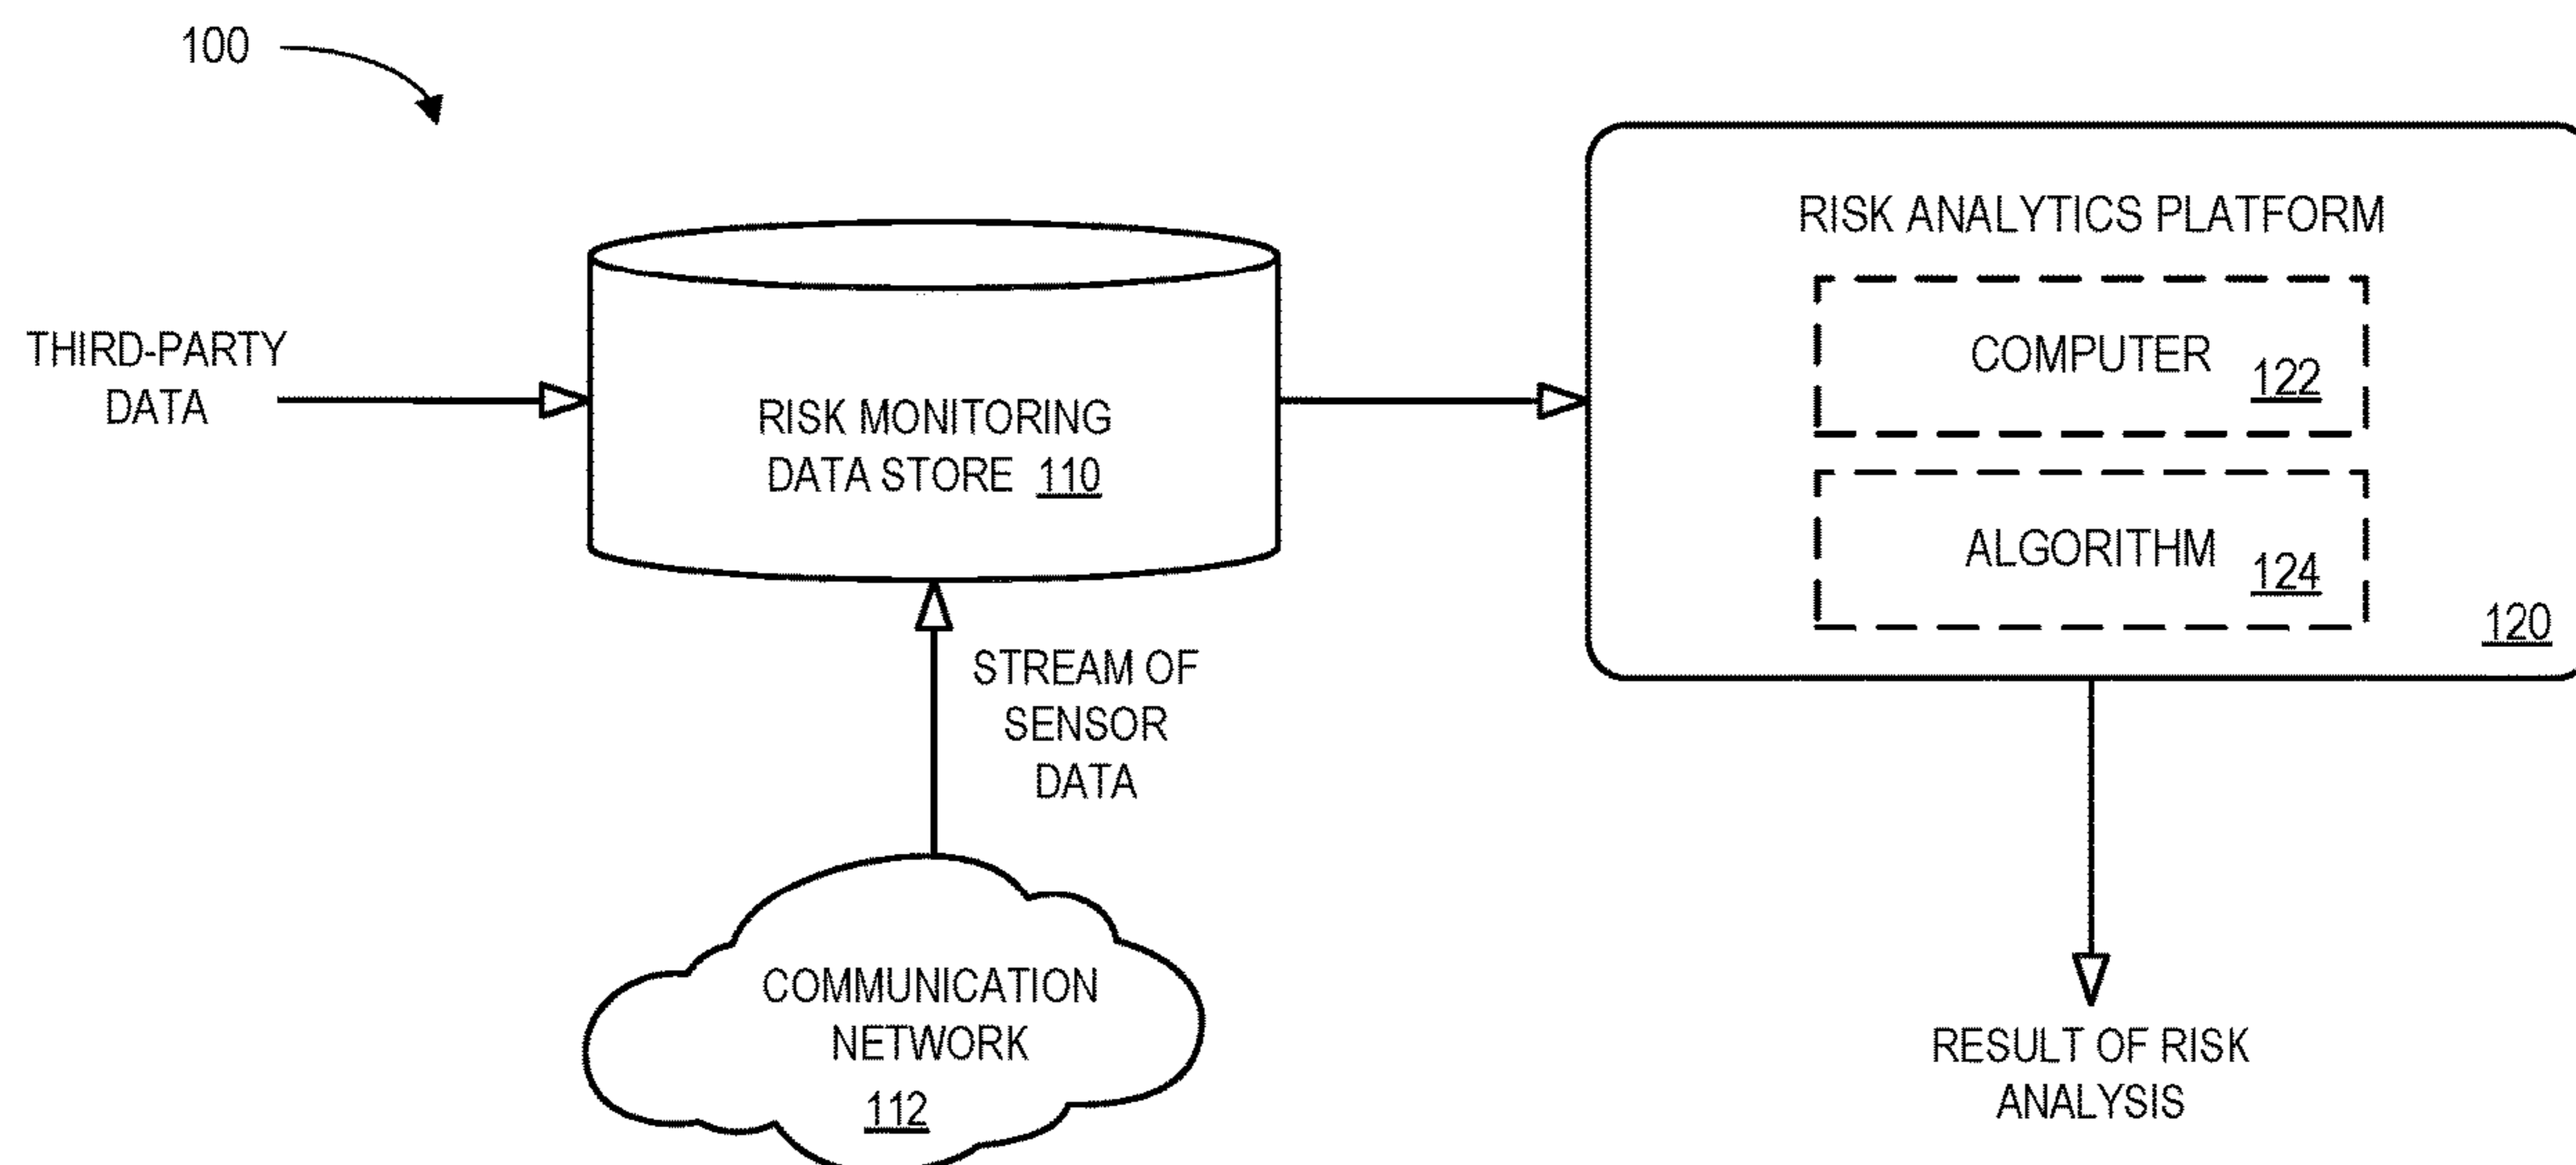 100
THIRD-PARTY
DATA
RISK MONITORING
DATA STORE 110
STREAM OF
SENSOR
DATA
COMMUNICATION
NETWORK
112
RISK ANALYTICS PLATFORM
COMPUTER 122
ALGORITHM 124
120
RESULT OF RISK
ANALYSIS